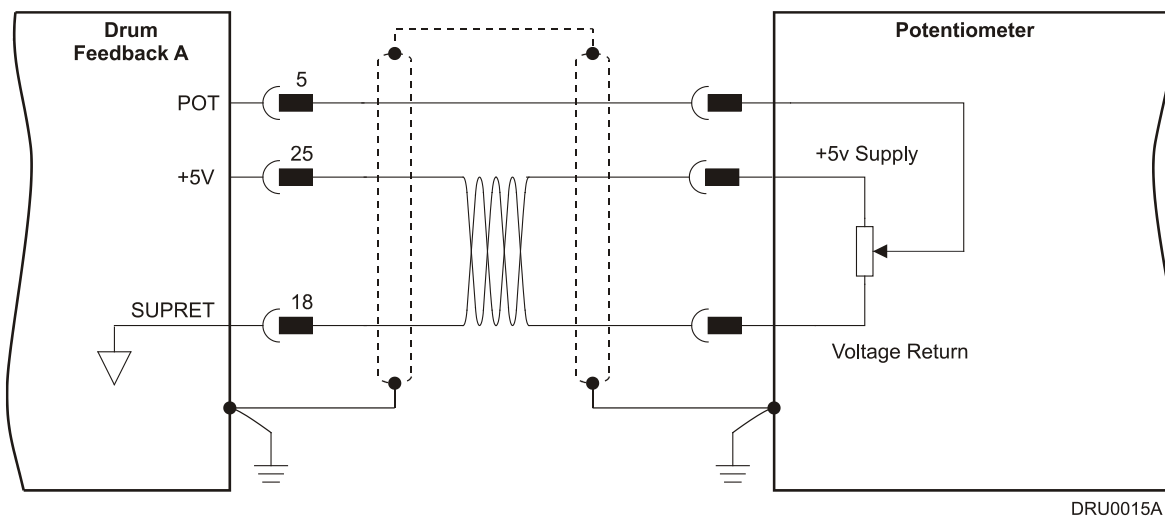 Drum
Feedback A
Potentiometer
POT
5
+5V
25
+5v Supply
SUPRET
18
Voltage Return
DRU0015A